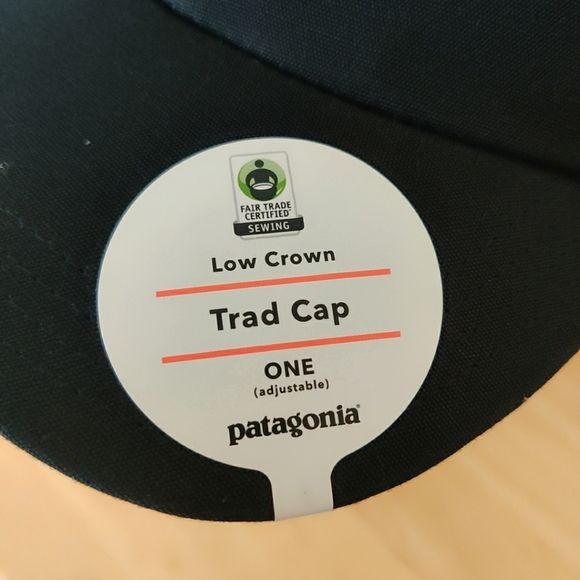 FAIR TRADE
CERTIFIED
SEWING
Low Crown
Trad Cap
ONE
(adjustable)
patagonia®